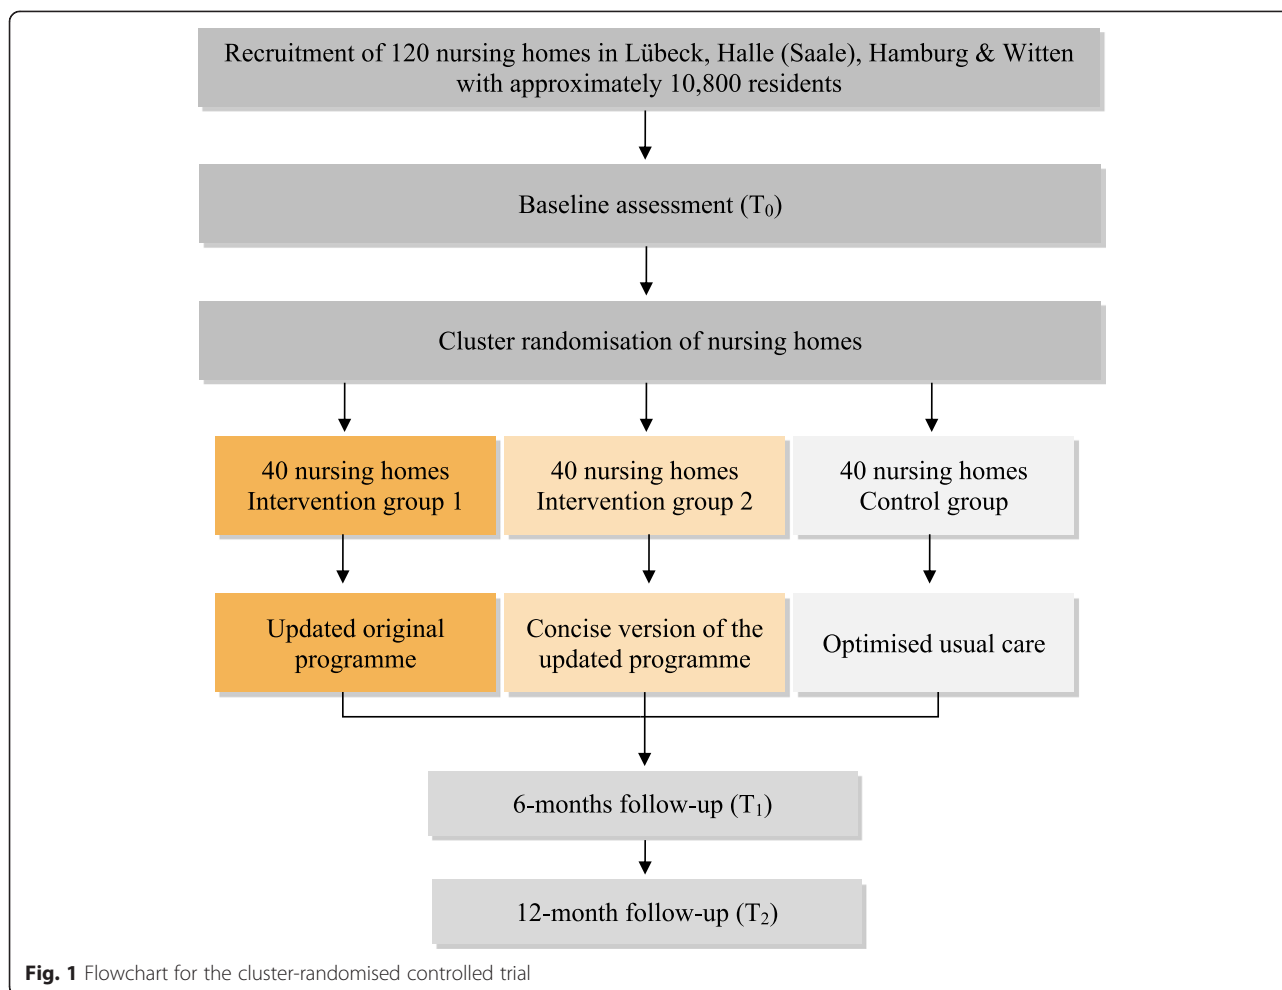 Recruitment of 120 nursing homes in Lübeck, Halle (Saale), Hamburg & Witten
with approximately 10,800 residents
Baseline assessment (T₀)
Cluster randomisation of nursing homes
40 nursing homes
Intervention group 1
40 nursing homes
Intervention group 2
40 nursing homes
Control group
Updated original
programme
Concise version of the
updated programme
Optimised usual care
6-months follow-up (T₁)
12-month follow-up (T₂)
Fig. 1 Flowchart for the cluster-randomised controlled trial